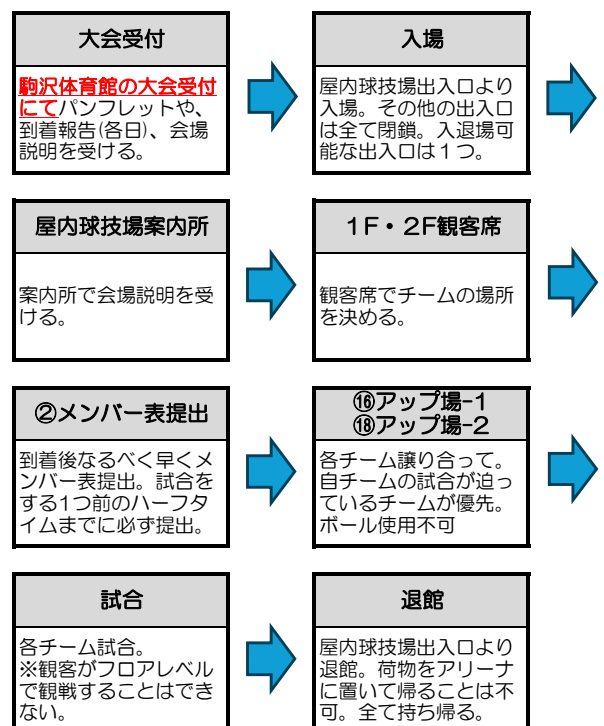 大会受付
駒沢体育館の大会受付
にてパンフレットや、
到着報告(各日)、会場
説明を受ける。
入場
屋内球技場出入口より
入場。その他の出入口
は全て閉鎖。入退場可
能な出入口は１つ。
屋内球技場案内所
案内所で会場説明を受
ける。
１F・２F観客席
観客席でチームの場所
を決める。
②メンバー表提出
到着後なるべく早くメ
ンバー表提出。試合を
する1つ前のハーフタ
イムまでに必ず提出。
⑯アップ場-1
⑱アップ場-2
各チーム譲り合って。
自チームの試合が迫っ
ているチームが優先。
ボール使用不可
試合
各チーム試合。
※観客がフロアレベル
で観戦することはでき
ない。
退館
屋内球技場出入口より
退館。荷物をアリーナ
に置いて帰ることは不
可。全て持ち帰る。